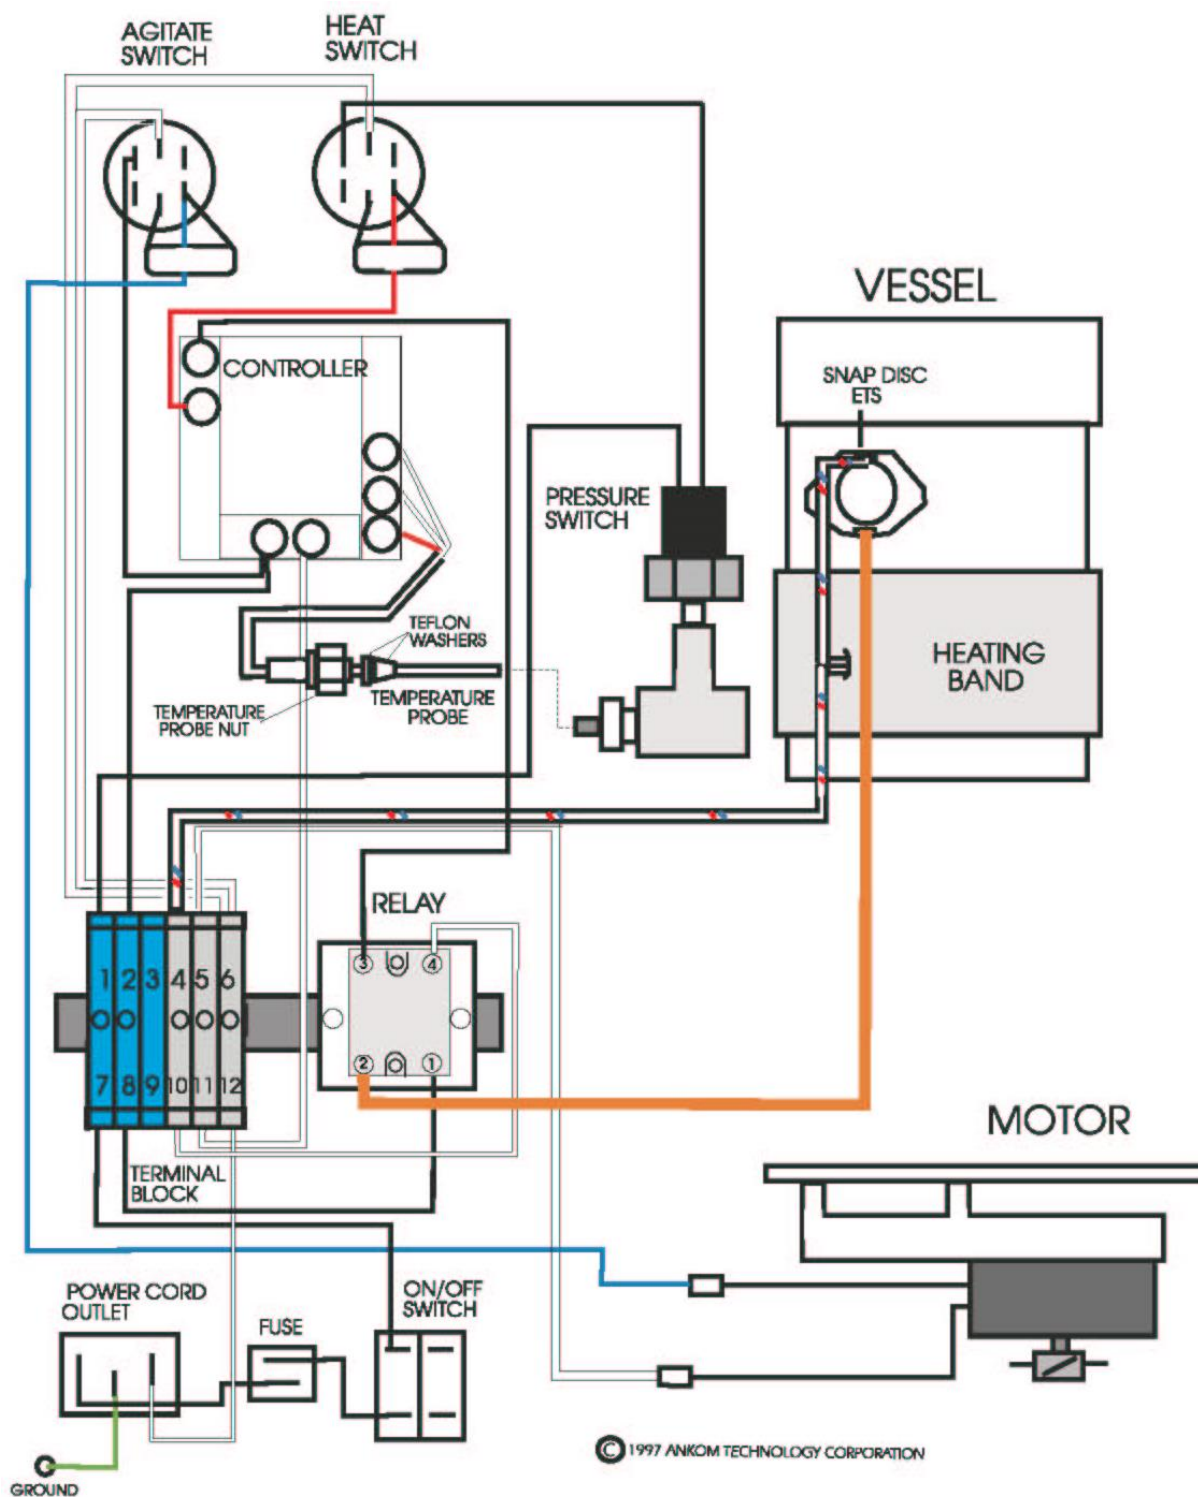 AGITATE
SWITCH
HEAT
SWITCH
VESSEL
SNAP DISC
ETS
CONTROLLER
PRESSURE
SWITCH
TEFLON
WASHERS
HEATING
BAND
TEMPERATURE
PROBE NUT
TEMPERATURE
PROBE
RELAY
3
4
1
2
3
4
5
6
2
1
7
8
9
10
11
12
MOTOR
TERMINAL
BLOCK
POWER CORD
OUTLET
FUSE
ON/OFF
SWITCH
© 1997 ANKOM TECHNOLOGY CORPORATION
GROUND